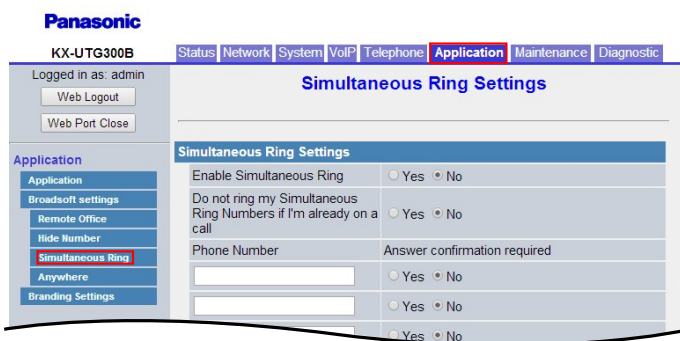 Panasonic
KX-UTG300B
Status Network System VoIP Telephone Application Maintenance Diagnostic
Logged in as: admin
Web Logout
Web Port Close
Simultaneous Ring Settings
Application
Application
Broadsoft settings
Remote Office
Hide Number
Simultaneous Ring
Anywhere
Branding Settings
Simultaneous Ring Settings
Enable Simultaneous Ring Yes No
Do not ring my Simultaneous
Ring Numbers if I'm already on a Yes No
call
Phone Number Answer confirmation required
Yes No
Yes No
Yes No